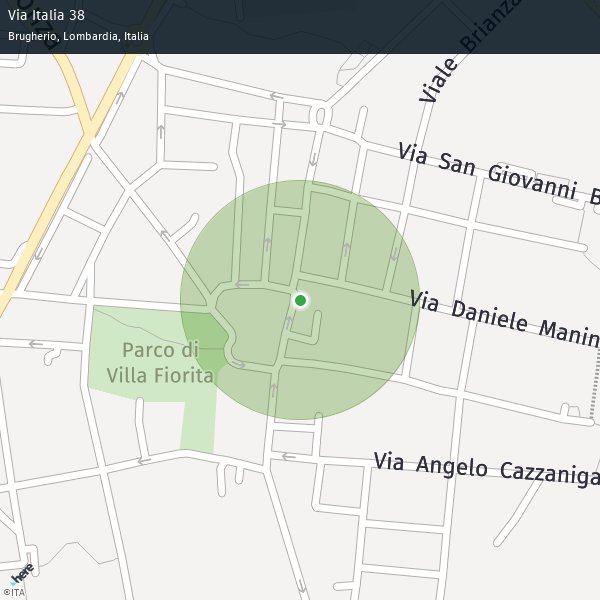 Via Italia 38
Brugherio, Lombardia, Italia
Viale Brianza
Via San Giovanni B
Via Daniele Manin
Parco di
Villa Fiorita
Via Angelo Cazzaniga
here
©ITA